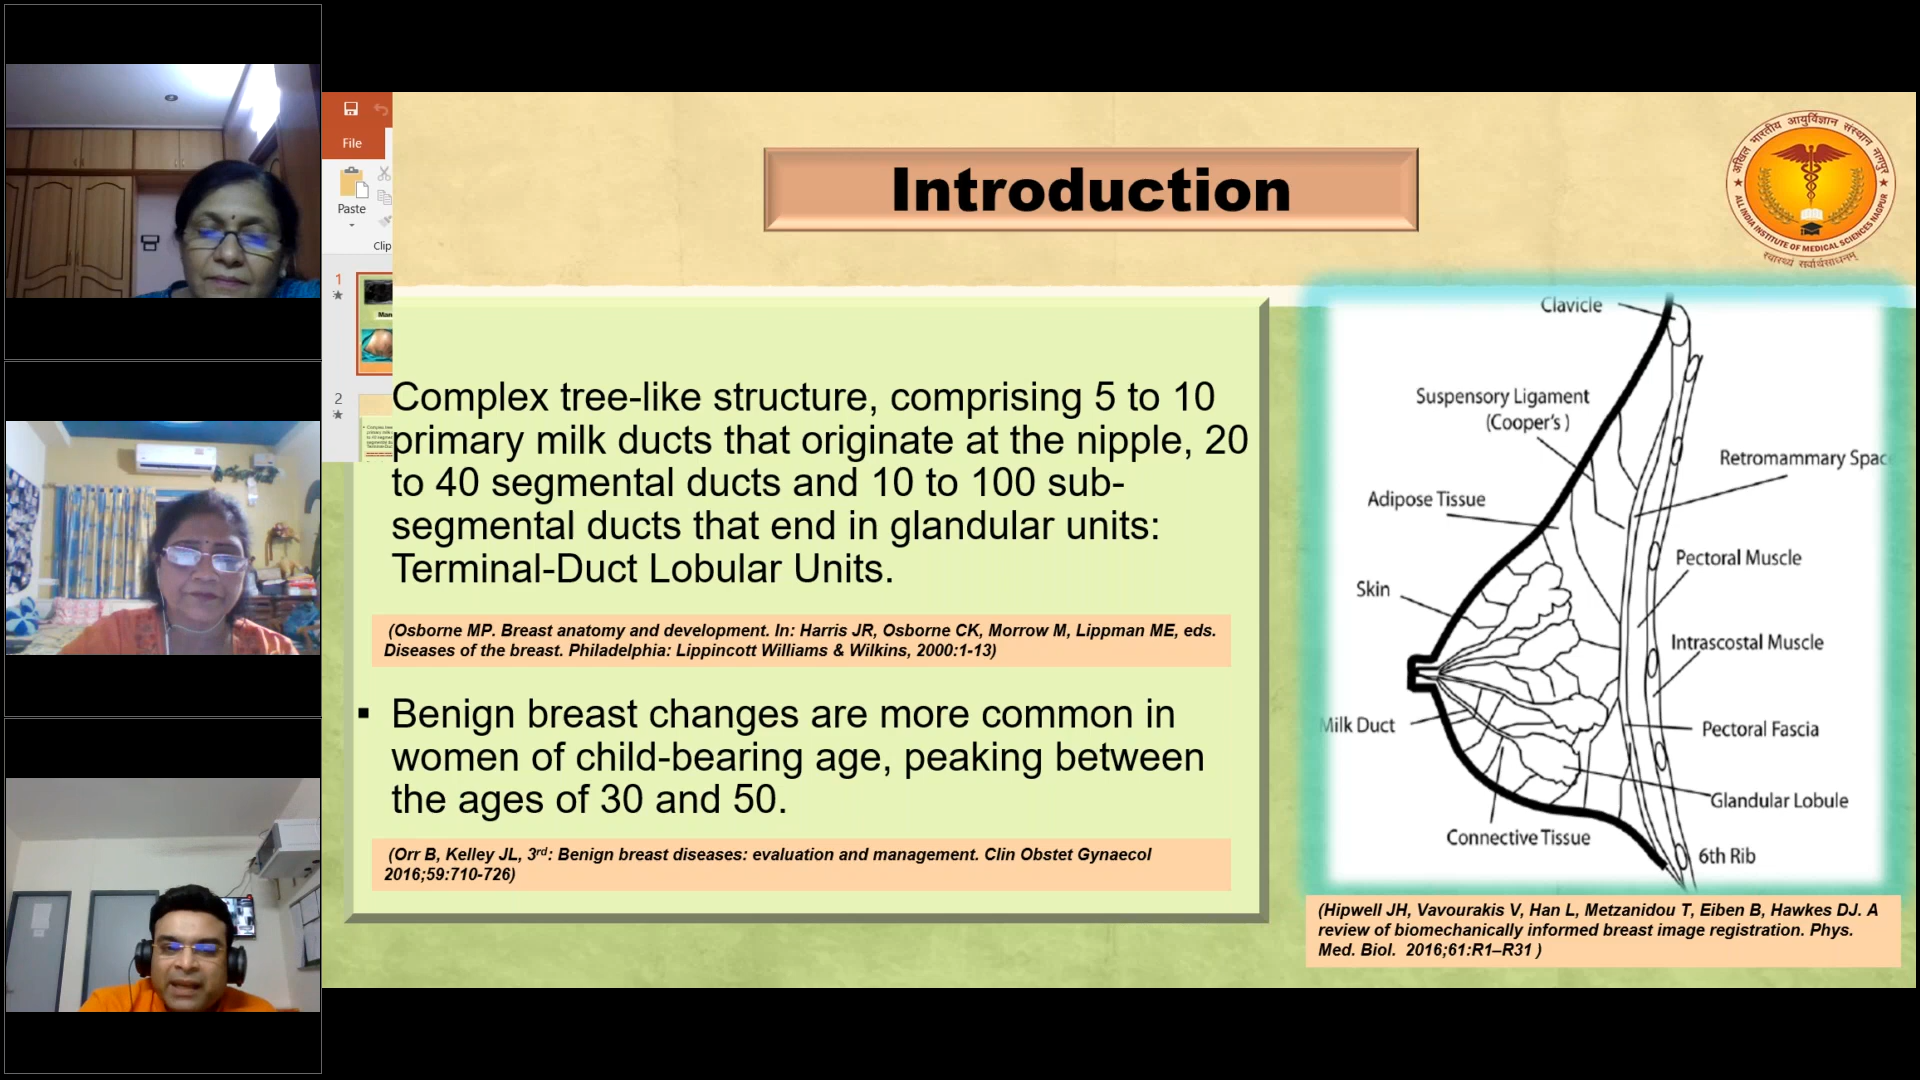 File
Paste
Clip
1
Man
2
Introduction
अखिल भारतीय आयुर्विज्ञान संस्थान नागपुर
ALL INDIA INSTITUTE OF MEDICAL SCIENCES NAGPUR
Complex tree-like structure, comprising 5 to 10
primary milk ducts that originate at the nipple, 20
to 40 segmental ducts and 10 to 100 sub-
segmental ducts that end in glandular units:
Terminal-Duct Lobular Units.
(Osborne MP. Breast anatomy and development. In: Harris JR, Osborne CK, Morrow M, Lippman ME, eds.
Diseases of the breast. Philadelphia: Lippincott Williams & Wilkins, 2000:1-13)
▪ Benign breast changes are more common in
women of child-bearing age, peaking between
the ages of 30 and 50.
(Orr B, Kelley JL, 3rd: Benign breast diseases: evaluation and management. Clin Obstet Gynaecol
2016;59:710-726)
Clavicle
Suspensory Ligament
(Cooper's)
Retromammary Spac
Adipose Tissue
Pectoral Muscle
Skin
Intrascostal Muscle
Milk Duct
Pectoral Fascia
Glandular Lobule
Connective Tissue
6th Rib
(Hipwell JH, Vavourakis V, Han L, Metzanidou T, Eiben B, Hawkes DJ. A
review of biomechanically informed breast image registration. Phys.
Med. Biol. 2016;61:R1–R31 )